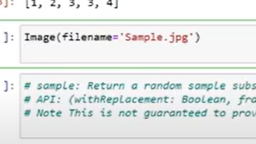 ]: [1, 2, 3, 3, 4]
]: Image(filename='Sample.jpg')
]: # sample: Return a random sample subs
# API: (withReplacement: Boolean, fra
# Note This is not guaranteed to prov